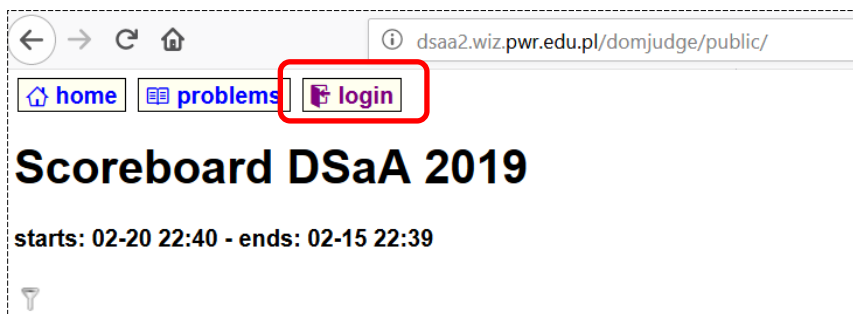 dsaa2.wiz.pwr.edu.pl/domjudge/public/
home problems login
Scoreboard DSaA 2019
starts: 02-20 22:40 - ends: 02-15 22:39